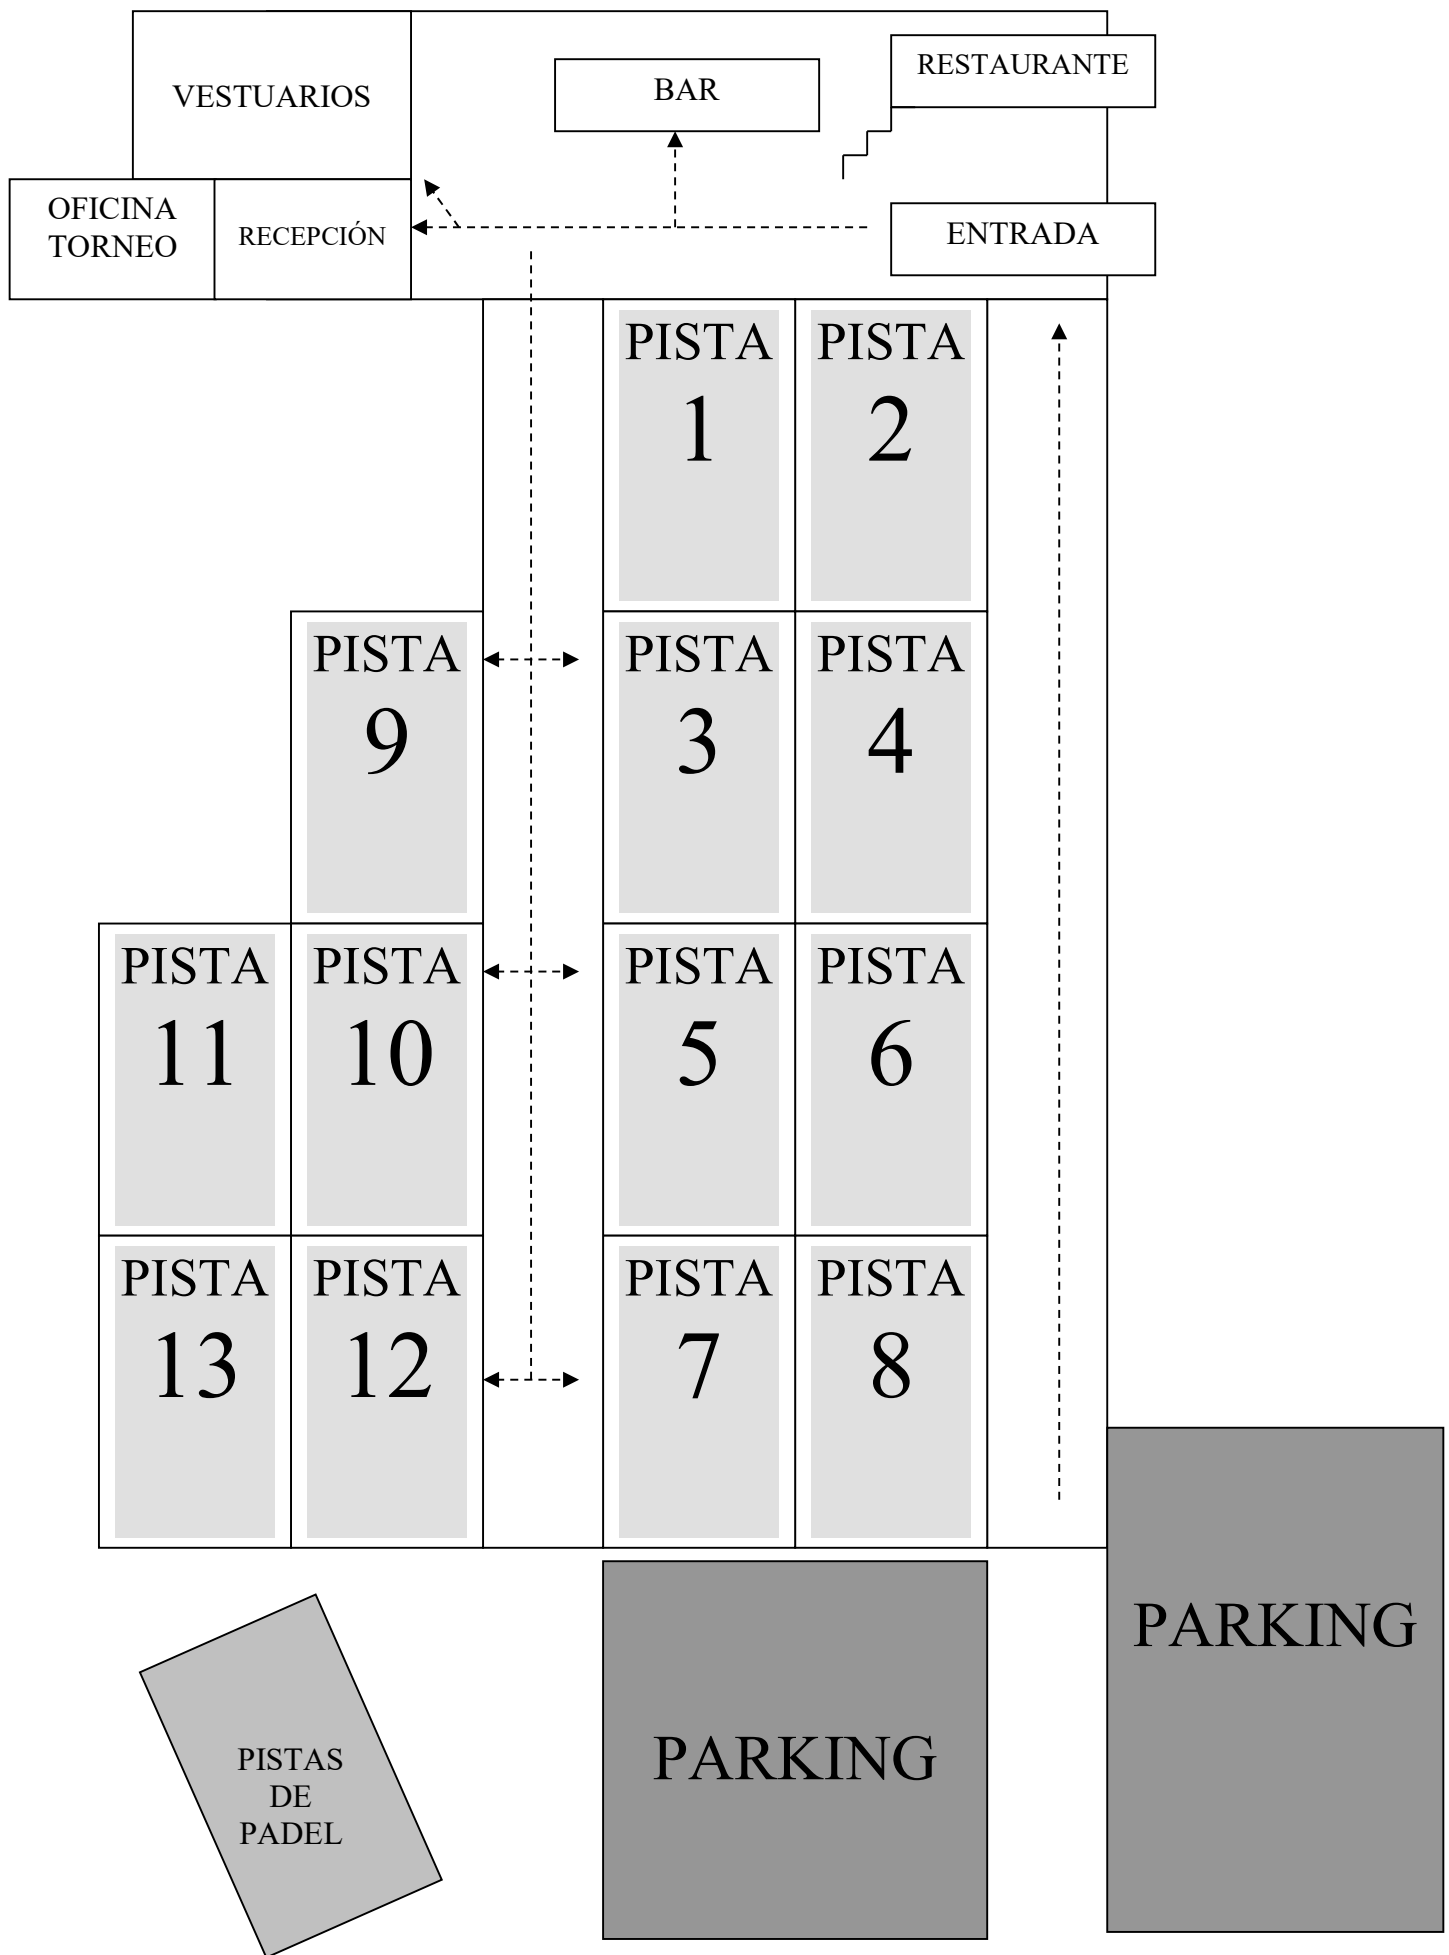 RESTAURANTE
BAR
VESTUARIOS
OFICINA
TORNEO
RECEPCIÓN
ENTRADA
PISTA
1
PISTA
2
PISTA
9
PISTA
3
PISTA
4
PISTA
11
PISTA
10
PISTA
5
PISTA
6
PISTA
13
PISTA
12
PISTA
7
PISTA
8
PARKING
PARKING
PISTAS
DE
PADEL